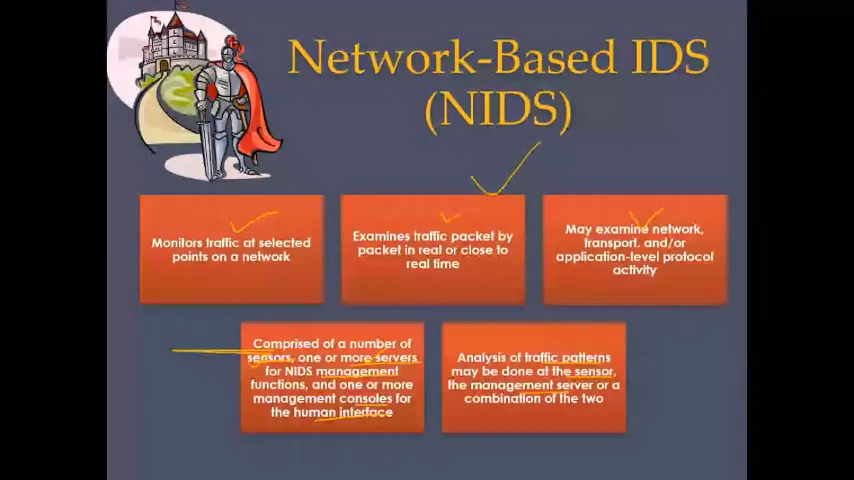 Network-Based IDS
(NIDS)
Monitors traffic at selected
points on a network
Examines traffic packet by
packet in real or close to
real time
May examine network,
transport, and/or
application-level protocol
activity
Comprised of a number of
sensors, one or more servers
for NIDS management
functions, and one or more
management consoles for
the human interface
Analysis of traffic patterns
may be done at the sensor,
the management server or a
combination of the two